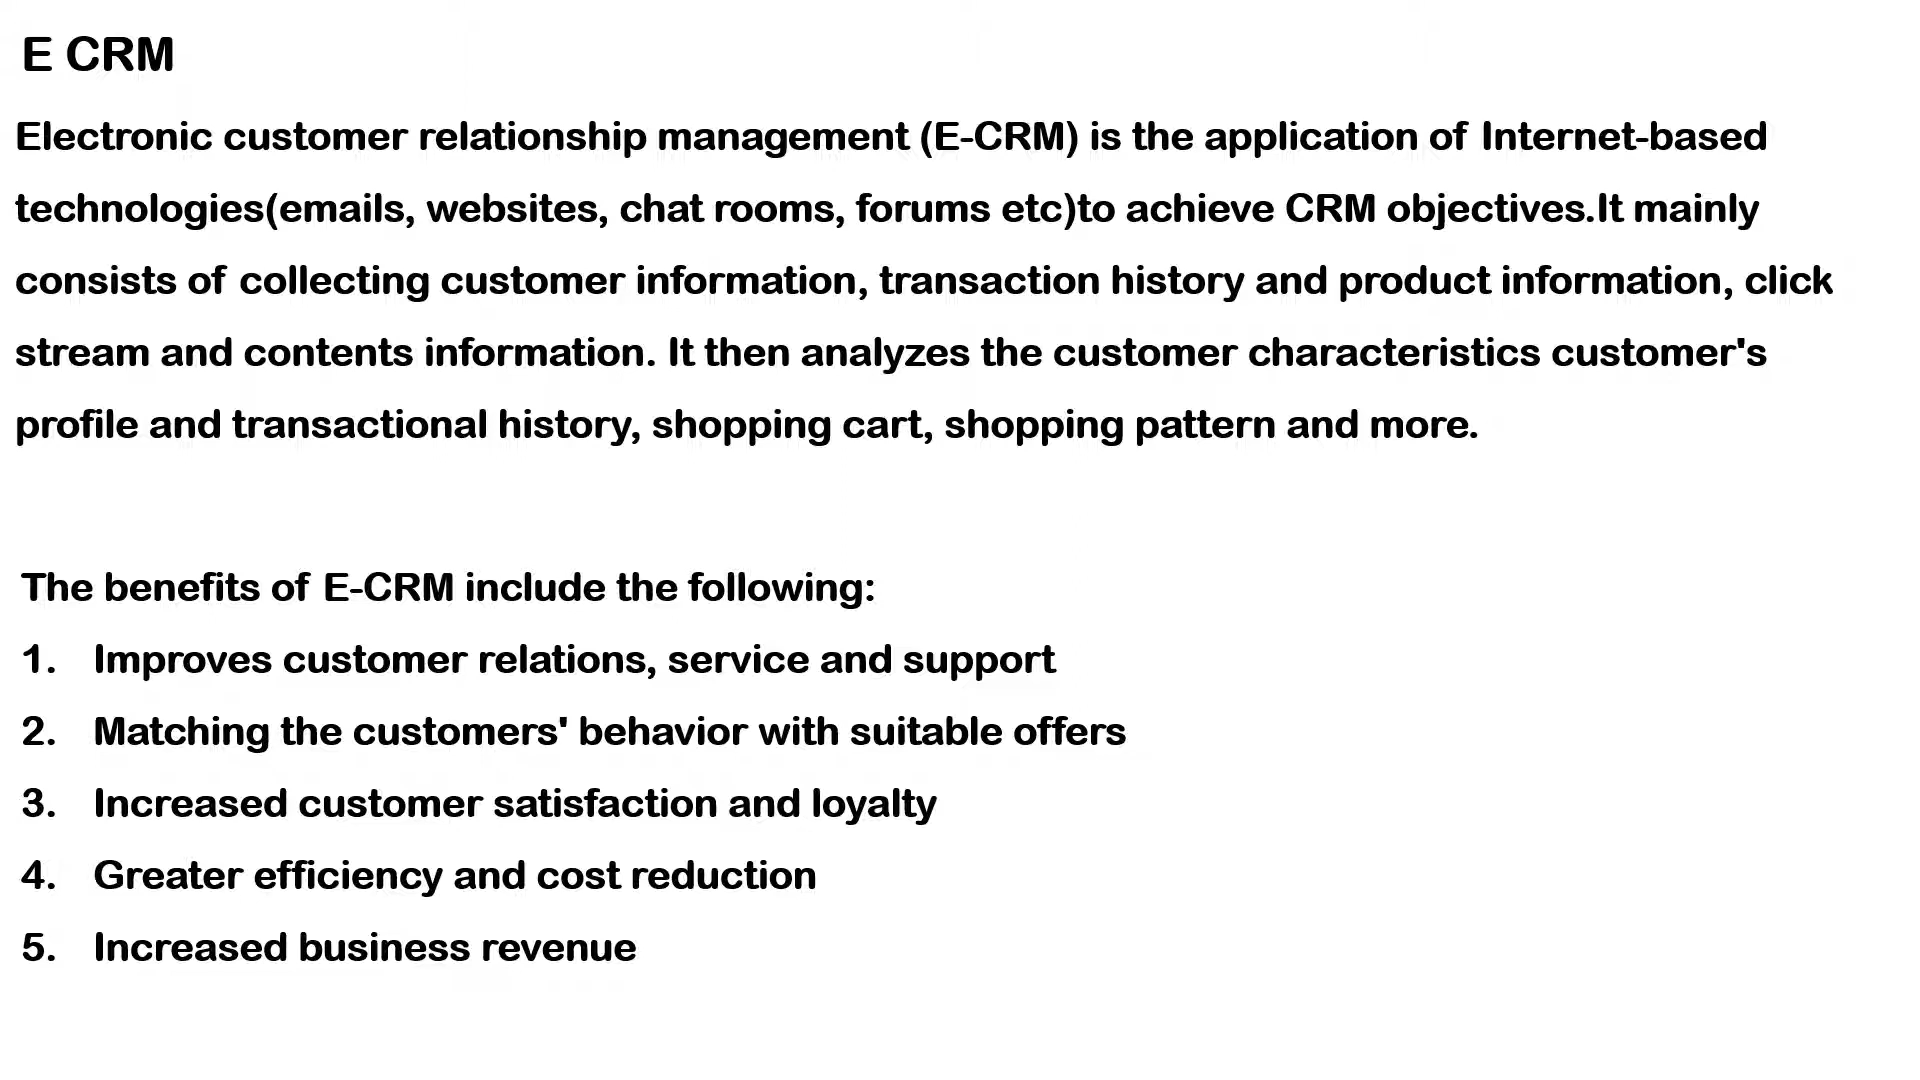 E CRM
Electronic customer relationship management (E-CRM) is the application of Internet-based
technologies(emails, websites, chat rooms, forums etc)to achieve CRM objectives.It mainly
consists of collecting customer information, transaction history and product information, click
stream and contents information. It then analyzes the customer characteristics customer's
profile and transactional history, shopping cart, shopping pattern and more.
The benefits of E-CRM include the following:
1. Improves customer relations, service and support
2. Matching the customers' behavior with suitable offers
3. Increased customer satisfaction and loyalty
4. Greater efficiency and cost reduction
5. Increased business revenue